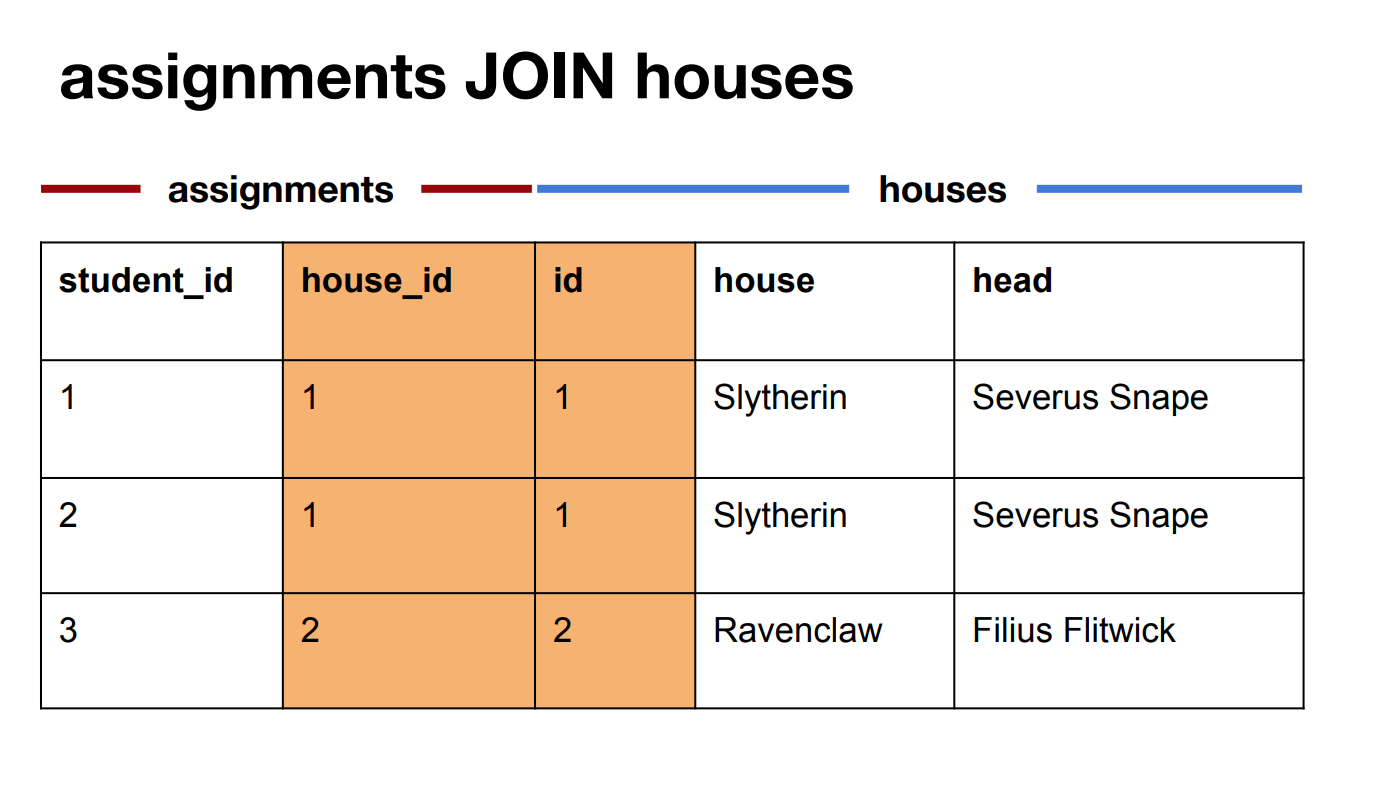 assignments JOIN houses
assignments houses
student_id house_id id house head
1 1 1 Slytherin Severus Snape
2 1 1 Slytherin Severus Snape
3 2 2 Ravenclaw Filius Flitwick